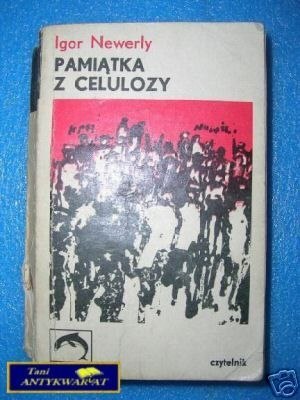 Igor Newerly
PAMIĄTKA
Z CELULOZY
czytelnik
Tani
ANTYKWARIAT